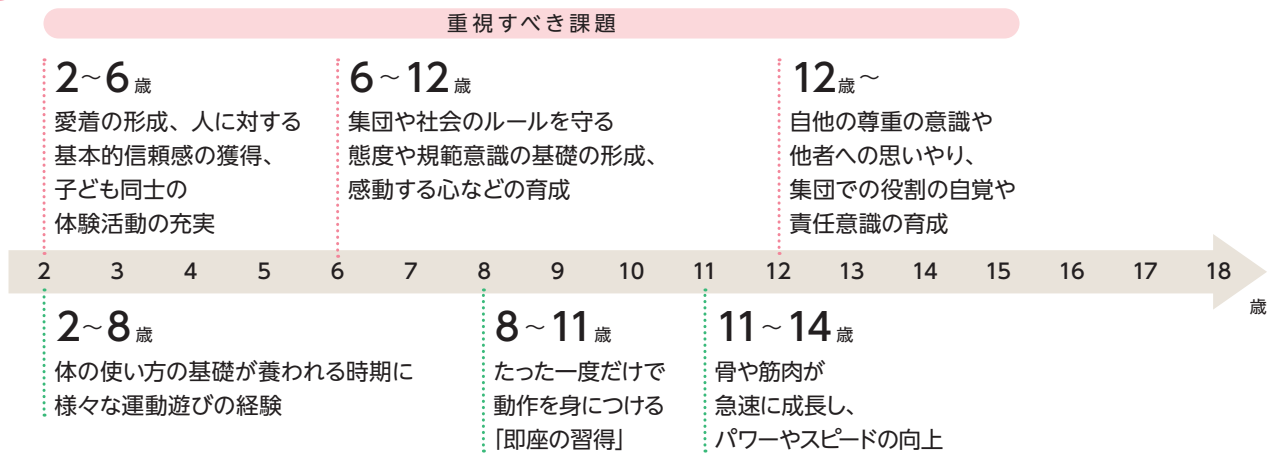 重視すべき課題
2～6歳
愛着の形成、人に対する
基本的信頼感の獲得、
子ども同士の
体験活動の充実
6～12歳
集団や社会のルールを守る
態度や規範意識の基礎の形成、
感動する心などの育成
12歳～
自他の尊重の意識や
他者への思いやり、
集団での役割の自覚や
責任意識の育成
2 3 4 5 6 7 8 9 10 11 12 13 14 15 16 17 18
歳
2～8歳
体の使い方の基礎が養われる時期に
様々な運動遊びの経験
8～11歳
たった一度だけで
動作を身につける
「即座の習得」
11～14歳
骨や筋肉が
急速に成長し、
パワーやスピードの向上